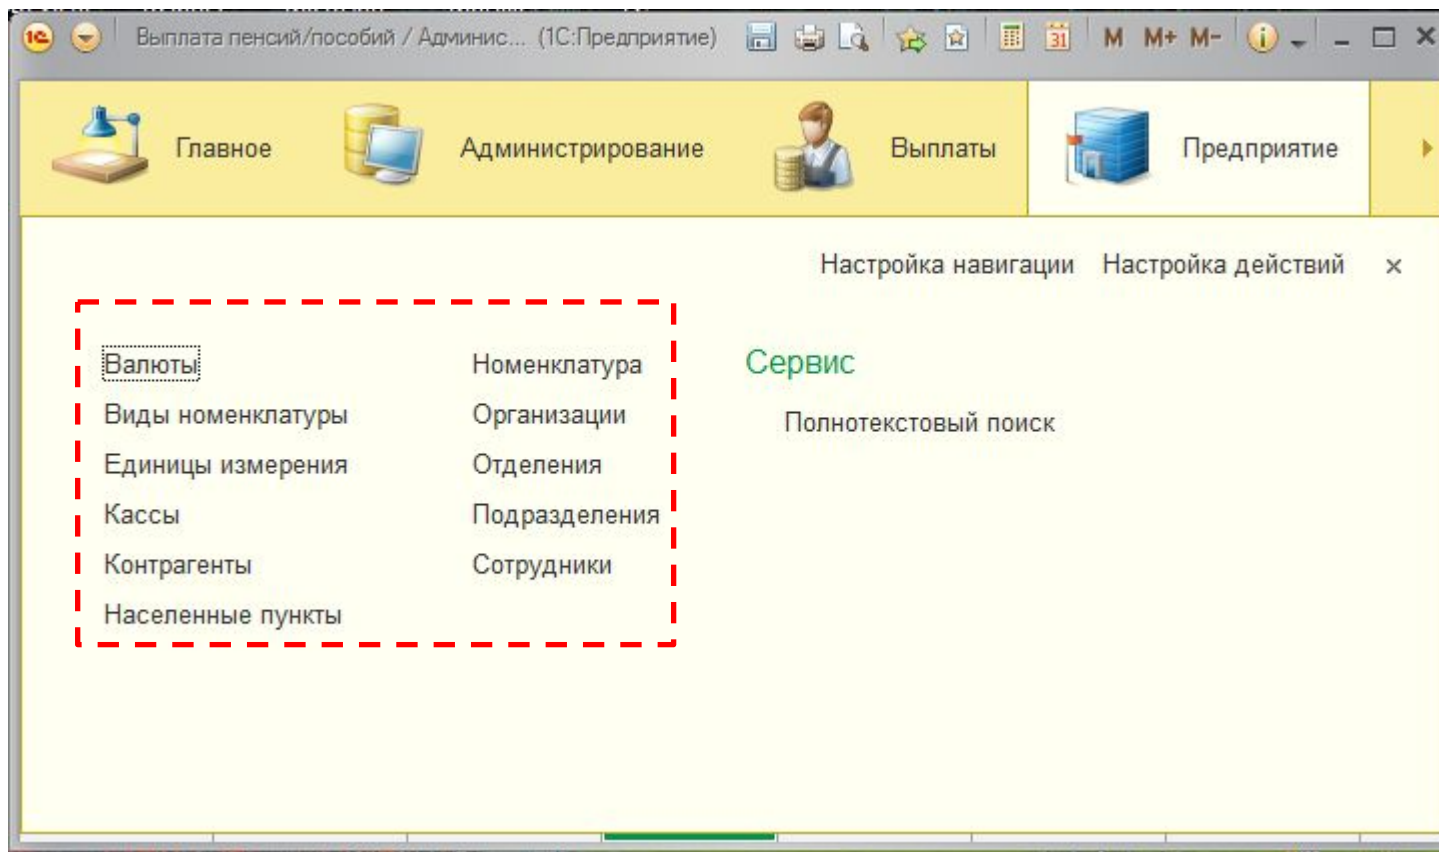 Выплата пенсий/пособий / Админис... (1С:Предприятие) 31 M M+ M-
Главное Администрирование Выплаты Предприятие
Настройка навигации Настройка действий
Валюты Номенклатура Сервис
Виды номенклатуры Организации Полнотекстовый поиск
Единицы измерения Отделения
Кассы Подразделения
Контрагенты Сотрудники
Населенные пункты